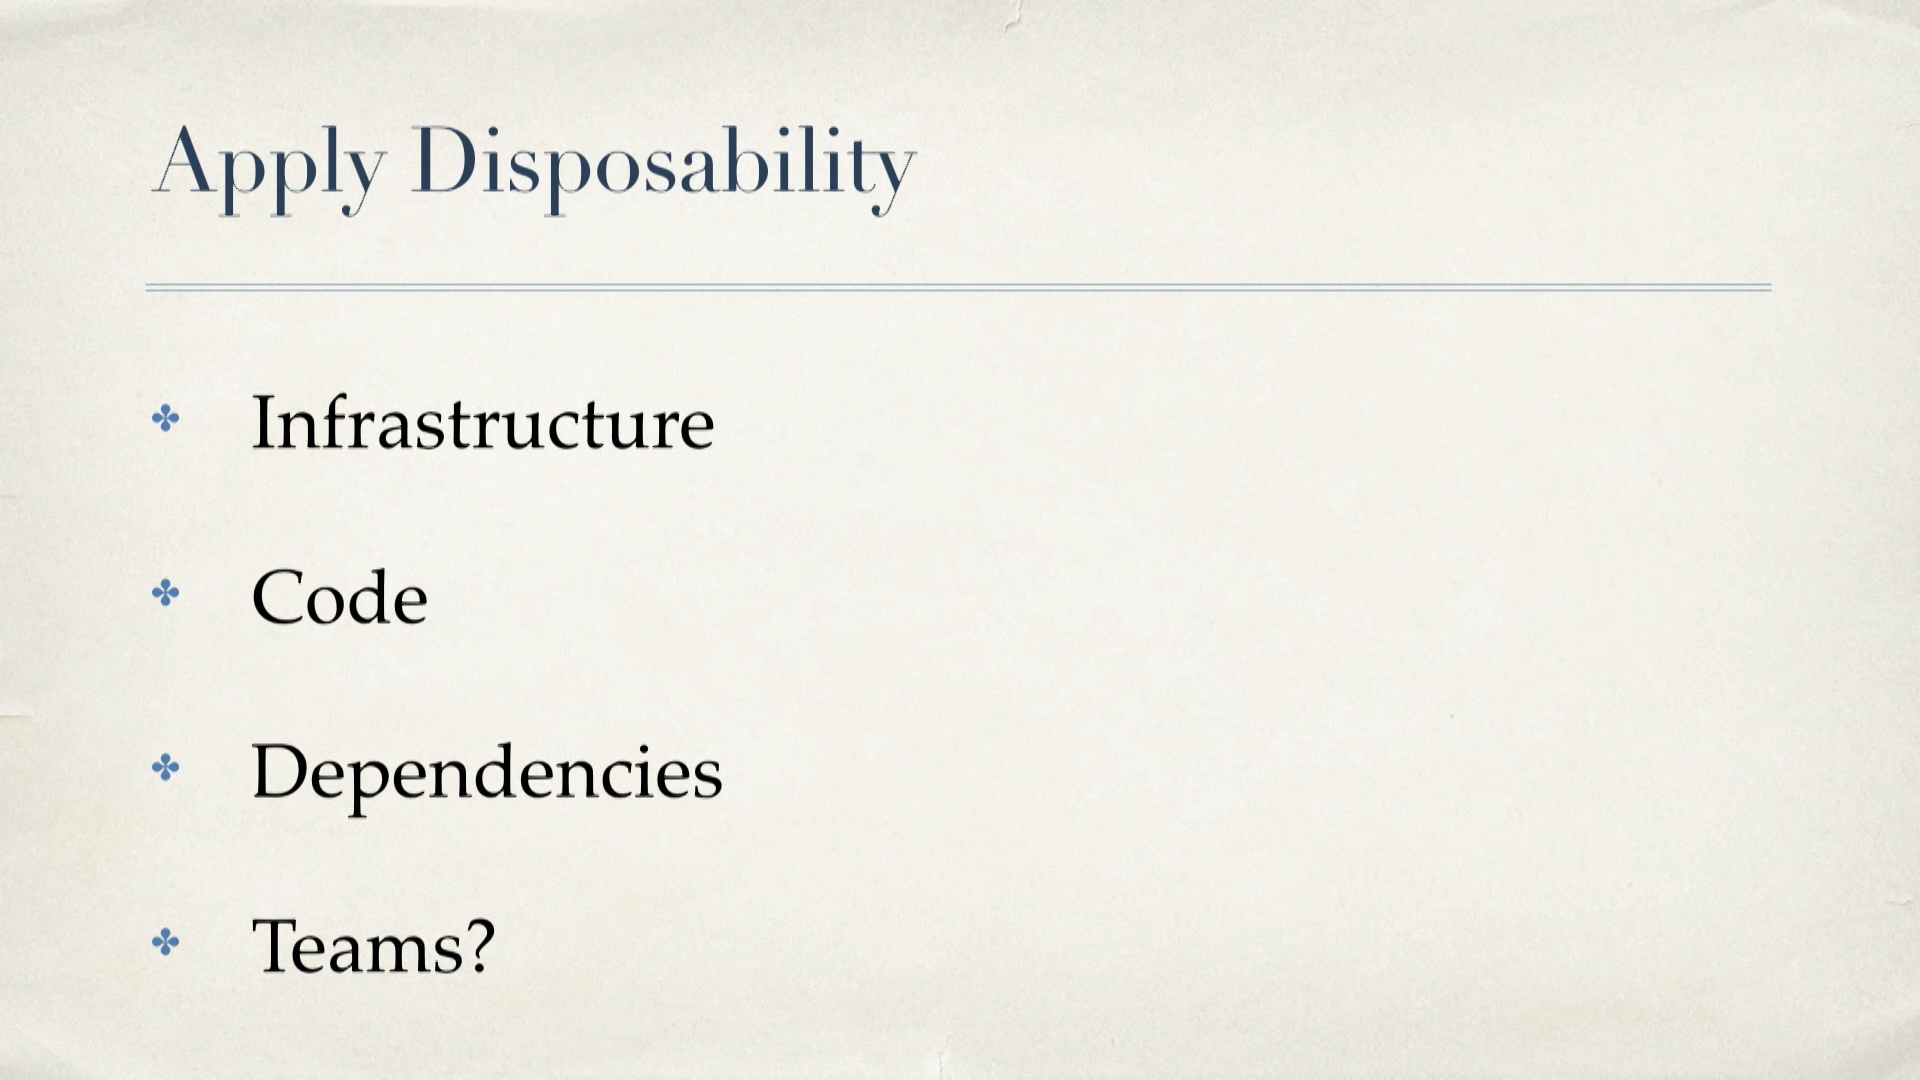 Apply Disposability
Infrastructure
Code
Dependencies
Teams?